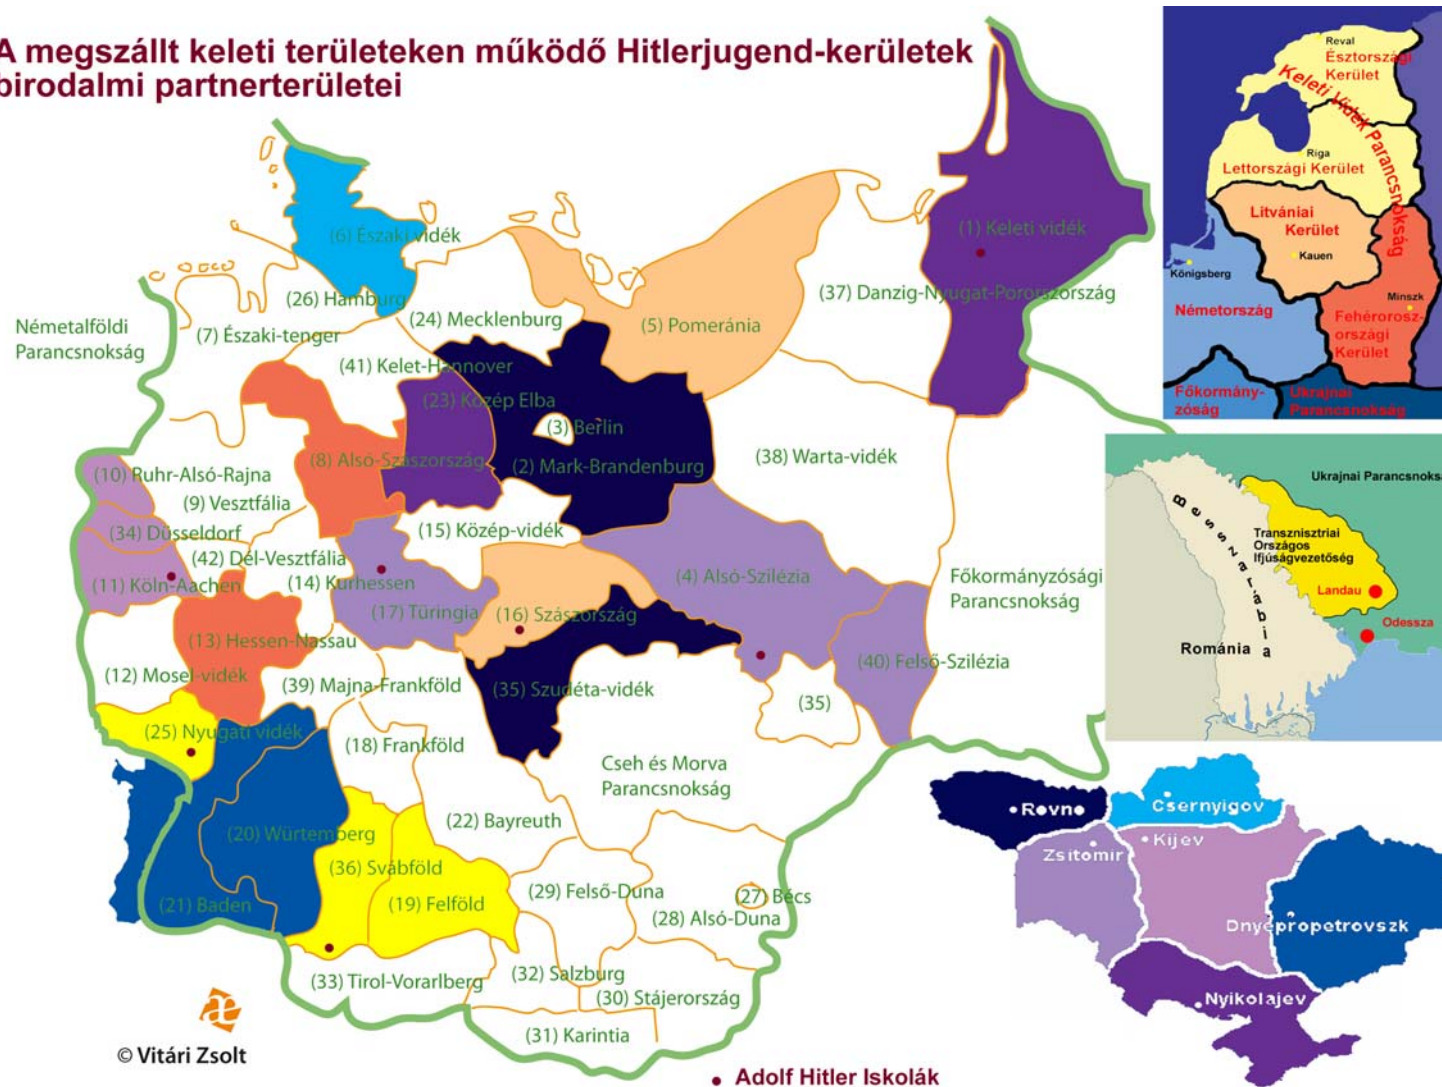 A megszállt keleti területeken működő Hitlerjugend-kerületek
birodalmi partnerterületei
Németalföldi
Parancsnokság
(6) Északi vidék
(26) Hamburg
(7) Északi-tenger
(24) Mecklenburg
(41) Kelet-Hannover
(5) Pomeránia
(37) Danzig-Nyugat-Pororszország
(1) Keleti vidék
(23) Közép Elba
(3) Berlin
(2) Mark-Brandenburg
(8) Alsó-Szászország
(38) Warta-vidék
(10) Ruhr-Alsó-Rajna
(9) Vesztfália
(34) Düsseldorf
(42) Dél-Vesztfália
(15) Közép-vidék
(11) Köln-Aachen
(14) Kurhessen
(17) Türingia
(16) Szászország
(4) Alsó-Szilézia
Főkormányzósági
Parancsnokság
(13) Hessen-Nassau
(12) Mosel-vidék
(39) Majna-Frankföld
(35) Szudéta-vidék
(40) Felső-Szilézia
(35)
(25) Nyugati vidék
(18) Frankföld
Cseh és Morva
Parancsnokság
(22) Bayreuth
(20) Würtemberg
(36) Svábföld
(19) Felföld
(21) Baden
(29) Felső-Duna
(27) Bécs
(28) Alsó-Duna
(33) Tirol-Vorarlberg
(32) Salzburg
(30) Stájerország
(31) Karintia
© Vitári Zsolt
Adolf Hitler Iskolák
Reval
Észtországi
Kerület
Keleti Vidék Parancsnokság
Riga
Lettországi Kerület
Litvániai
Kerület
Kauen
Königsberg
Németország
Minszk
Fehérorosz-
országi
Kerület
Főkormány-
zóság
Ukrajnai
Parancsnokság
Ukrajnai Parancsnoksá
Besszarábia
Transznisztriai
Országos
Ifjúságvezetőség
Landau
Odessza
Románia
Rovno
Csernyigov
Zsitomir
Kijev
Dnyepropetrovszk
Nyikolajev